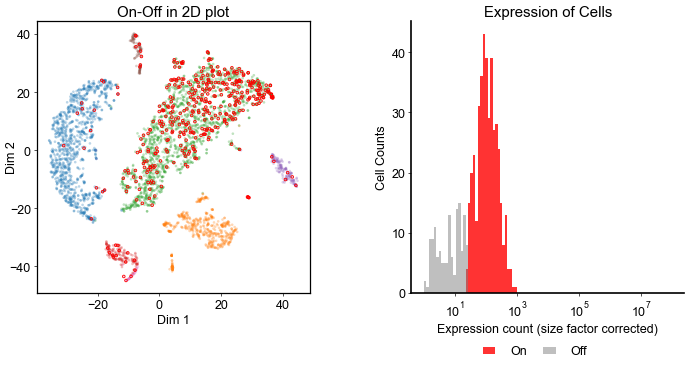 On-Off in 2D plot
40
20
0
−20
−40
Dim 2
−20
0
20
40
Dim 1
Expression of Cells
40
30
20
10
0
Cell Counts
10^1
10^3
10^5
10^7
Expression count (size factor corrected)
On
Off